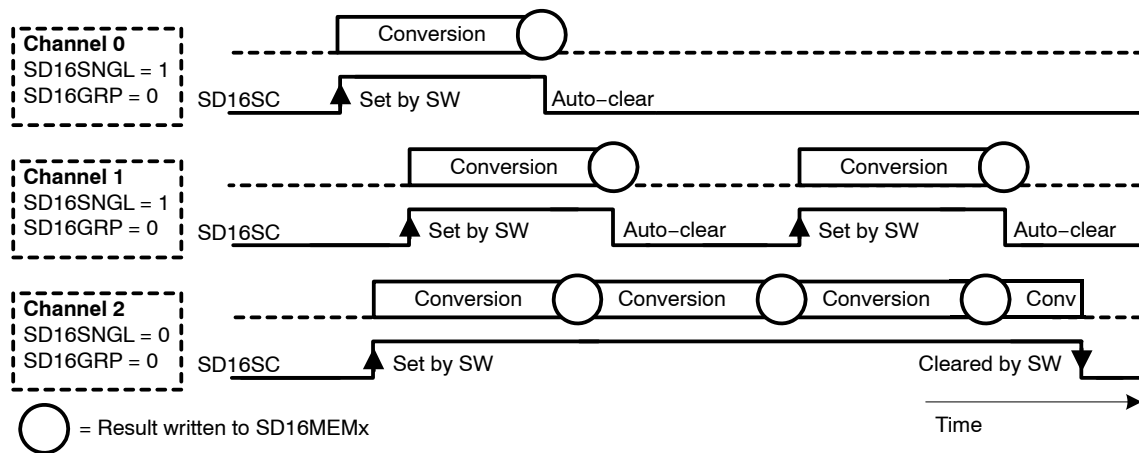 Channel 0
SD16SNGL = 1
SD16GRP = 0
Conversion
SD16SC
Set by SW
Auto−clear
Channel 1
SD16SNGL = 1
SD16GRP = 0
Conversion
Conversion
SD16SC
Set by SW
Auto−clear
Set by SW
Auto−clear
Channel 2
SD16SNGL = 0
SD16GRP = 0
Conversion
Conversion
Conversion
Conv
SD16SC
Set by SW
Cleared by SW
= Result written to SD16MEMx
Time